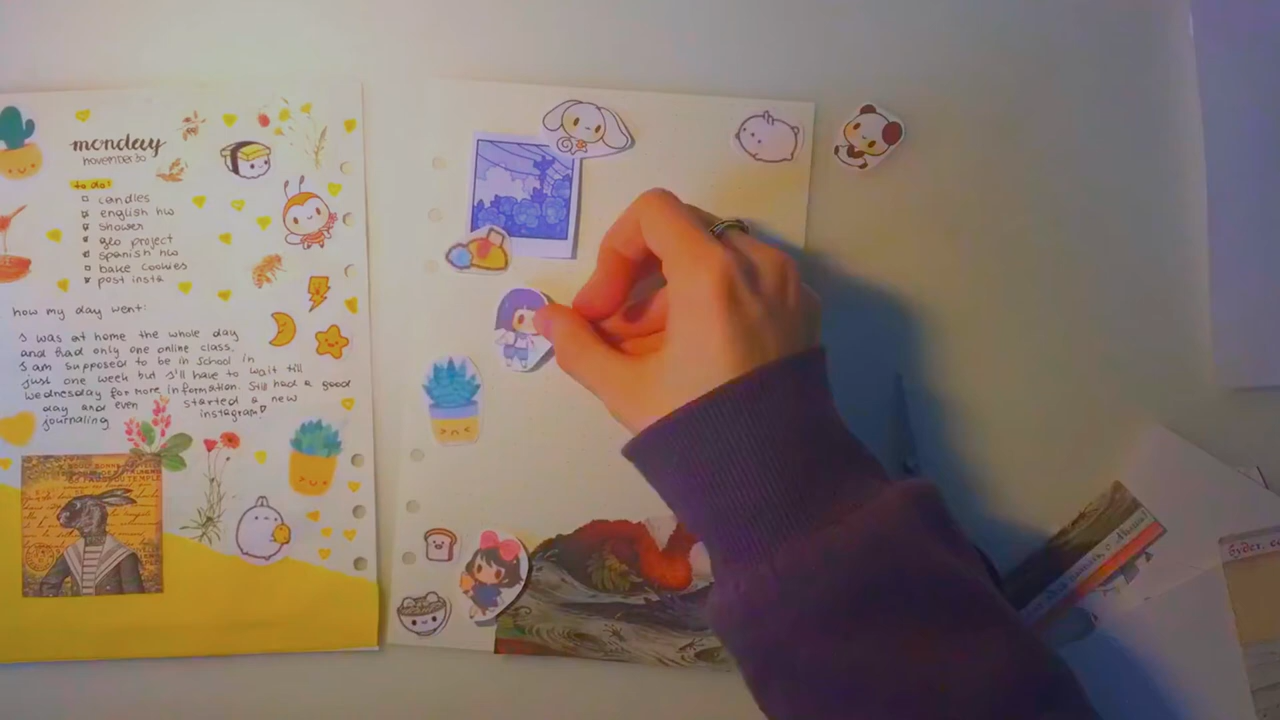 monday
november 30
to do:
candles
english hw
shower
geo project
spanish hw
bake cookies
post insta
how my day went:
I was at home the whole day
and had only one online class.
I am supposed to be in school in
just one week but I'll have to wait till
wednesday for more information. Still had a good
day and even started a new
journaling instagram!